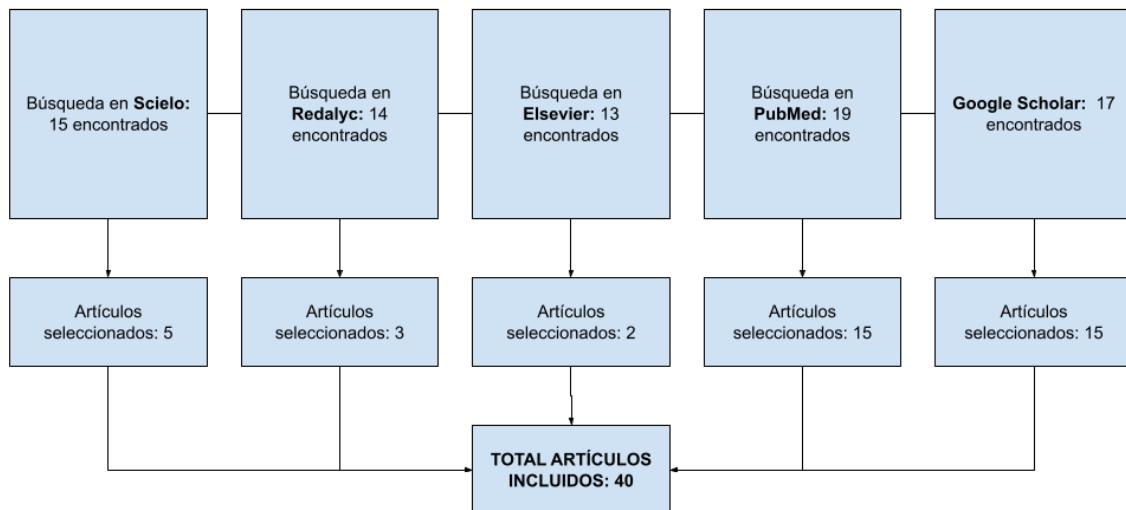 Búsqueda en Scielo:
15 encontrados
Búsqueda en
Redalyc: 14
encontrados
Búsqueda en
Elsevier: 13
encontrados
Búsqueda en
PubMed: 19
encontrados
Google Scholar: 17
encontrados
Artículos
seleccionados: 5
Artículos
seleccionados: 3
Artículos
seleccionados: 2
Artículos
seleccionados: 15
Artículos
seleccionados: 15
TOTAL ARTÍCULOS
INCLUIDOS: 40